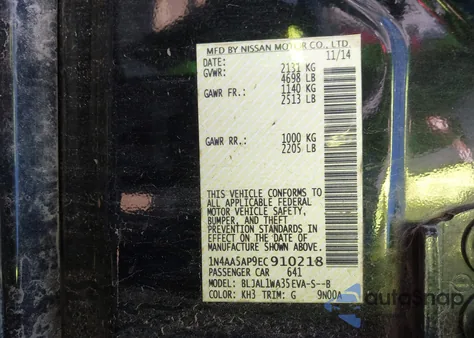 MFD BY NISSAN MOTOR CO., LTD.
DATE: 11/14
GVWR: 2131 KG
4698 LB
GAWR FR.: 1140 KG
2513 LB
GAWR RR.: 1000 KG
2205 LB
THIS VEHICLE CONFORMS TO
ALL APPLICABLE FEDERAL
MOTOR VEHICLE SAFETY,
BUMPER, AND THEFT
PREVENTION STANDARDS IN
EFFECT ON THE DATE OF
MANUFACTURE SHOWN ABOVE.
1N4AA5AP9EC910218
PASSENGER CAR 641
MODEL: BLJAL1WA35EVA-S--B
COLOR: KH3 TRIM: G 9N00A
autosnap